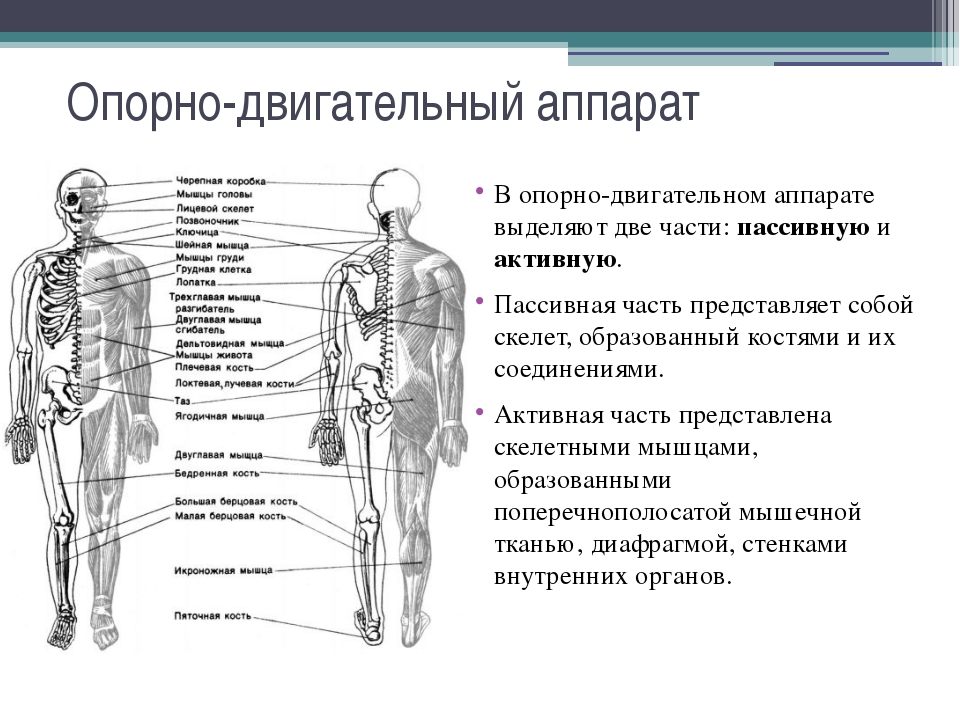 Опорно-двигательный аппарат
Черепная коробка
Мышцы головы
Лицевой скелет
Позвоночник
Ключица
Шейная мышца
Мышцы груди
Грудная клетка
Лопатка
Трехглавая мышца
разгибатель
Двуглавая мышца
сгибатель
Дельтовидная мышца
Мышцы живота
Плечевая кость
Локтевая, лучевая кости
Таз
Ягодичная мышца
Двуглавая мышца
Бедренная кость
Большая берцовая кость
Малая берцовая кость
Икроножная мышца
Пяточная кость
• В опорно-двигательном аппарате
выделяют две части: пассивную и
активную.
• Пассивная часть представляет собой
скелет, образованный костями и их
соединениями.
• Активная часть представлена
скелетными мышцами,
образованными
поперечнополосатой мышечной
тканью, диафрагмой, стенками
внутренних органов.